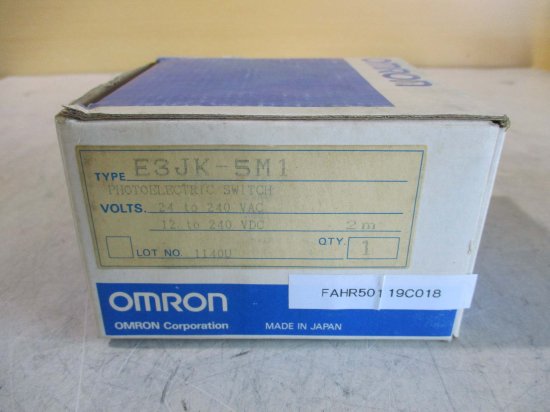 OMRON
TYPE E3JK-5M1
PHOTOELECTRIC SWITCH
VOLTS. 24 to 240 VAC
12 to 240 VDC 2m
LOT NO. 1140U QTY. 1
OMRON
OMRON Corporation MADE IN JAPAN
FAHR50119C018